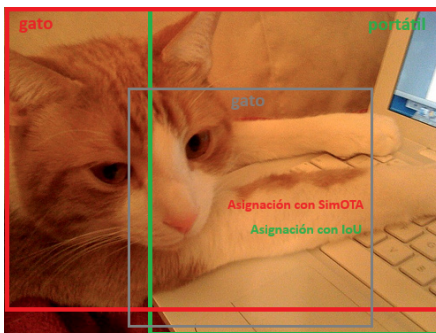 gato
portátil
gato
Asignación con SimOTA
Asignación con IoU